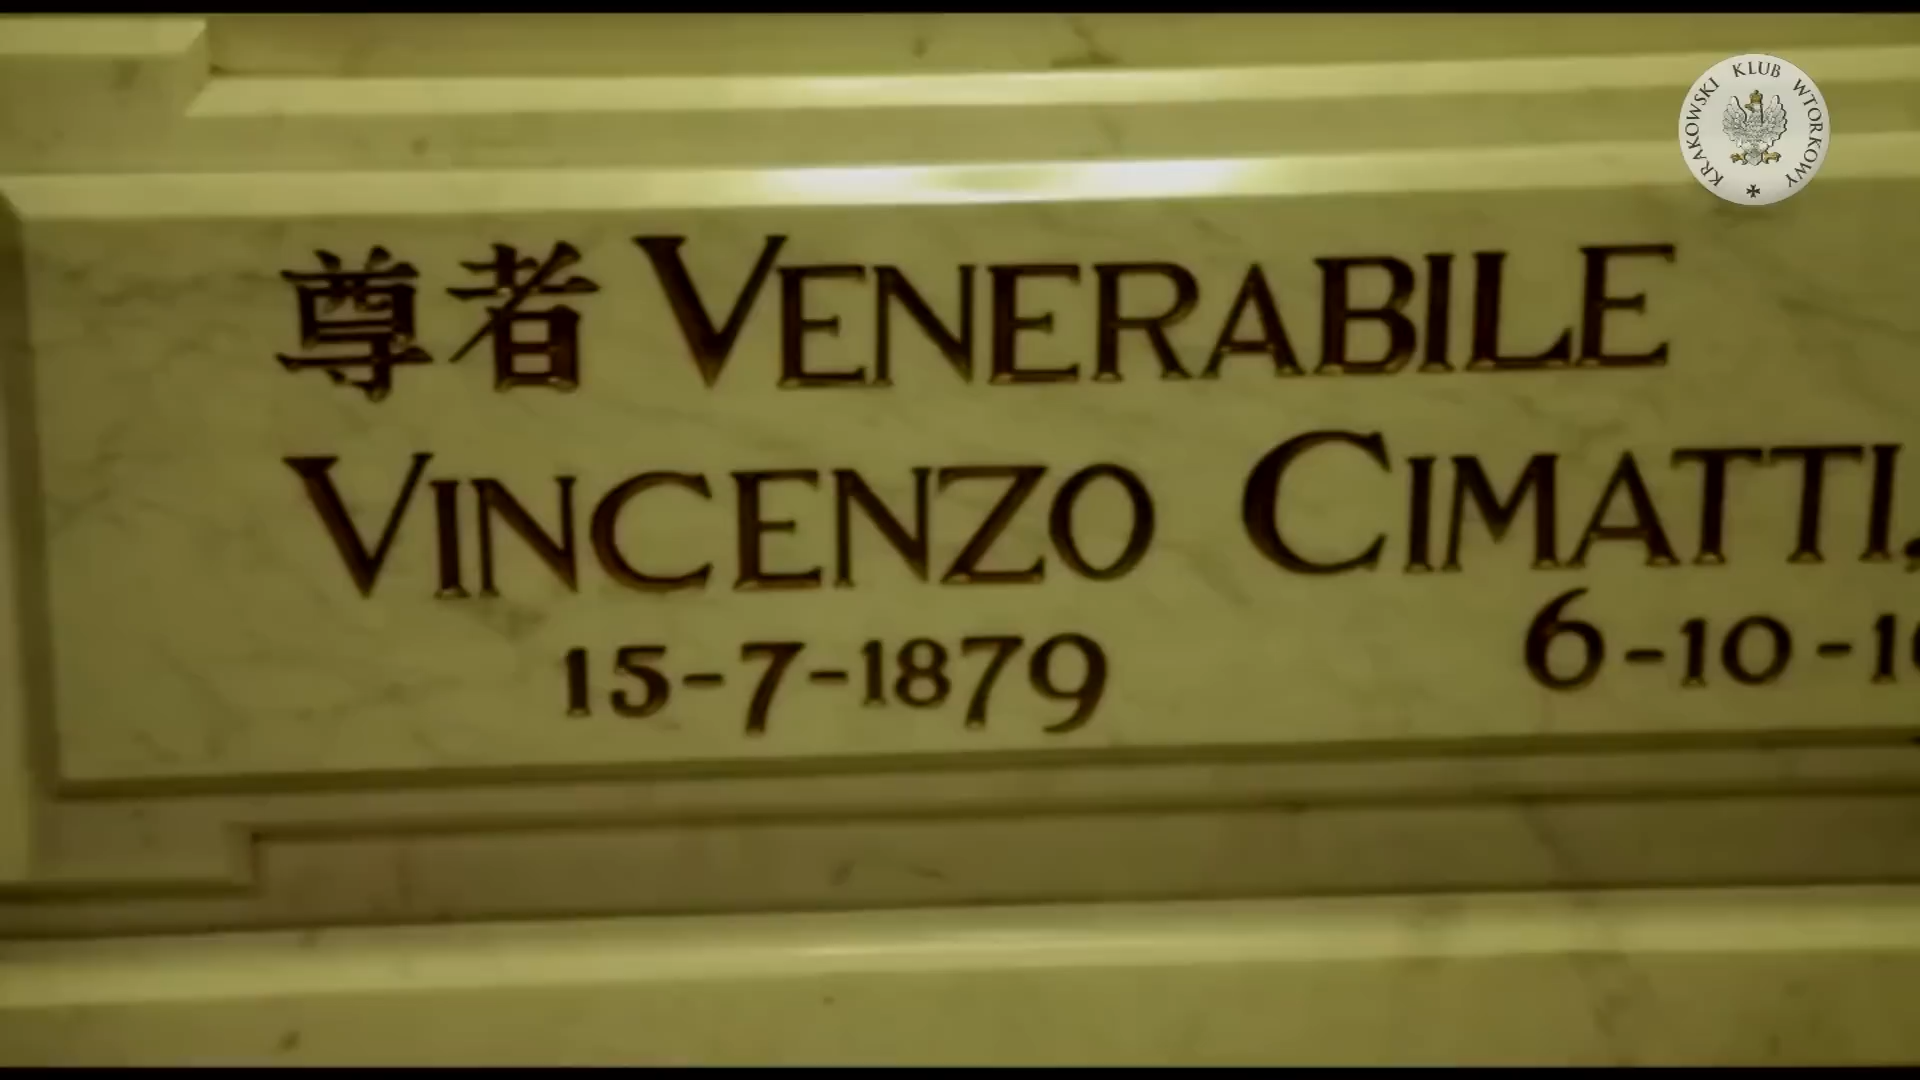 KRAKOWSKI KLUB WTORKOWY
尊者 VENERABILE
VINCENZO CIMATTI,
15-7-1879 6-10-1